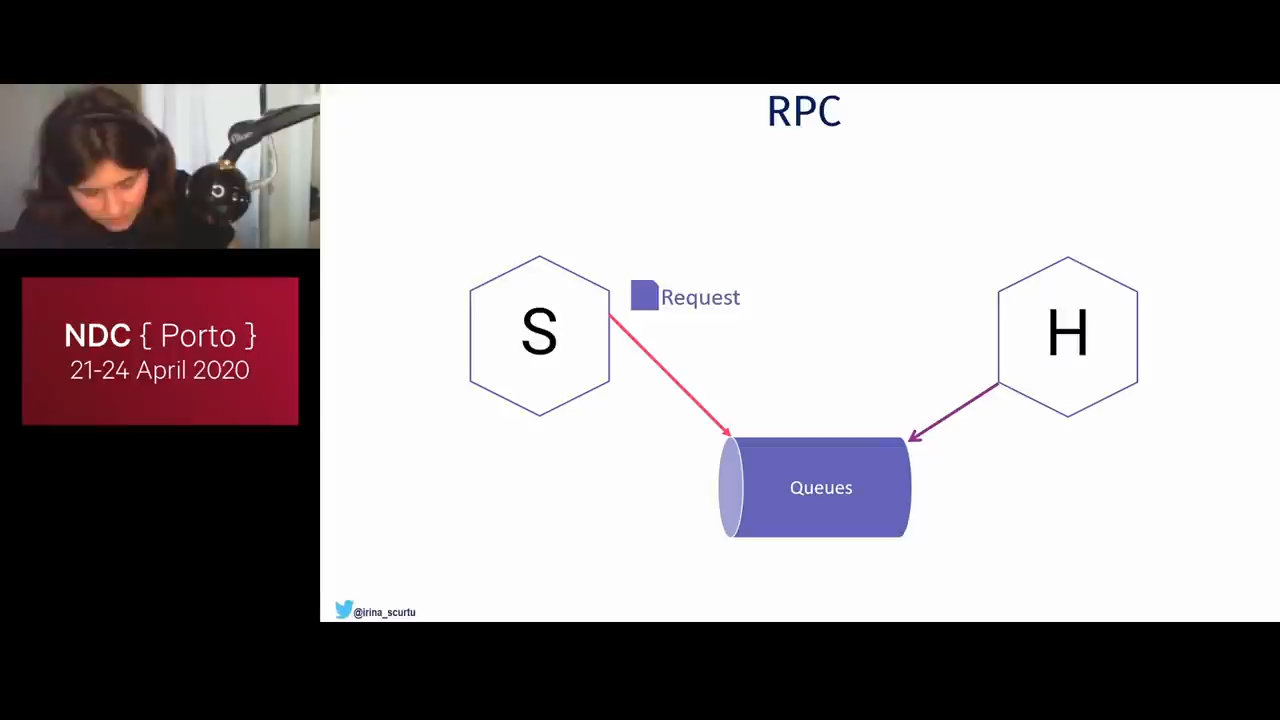 RPC
S
Request
H
Queues
NDC { Porto }
21-24 April 2020
@irina_scurtu